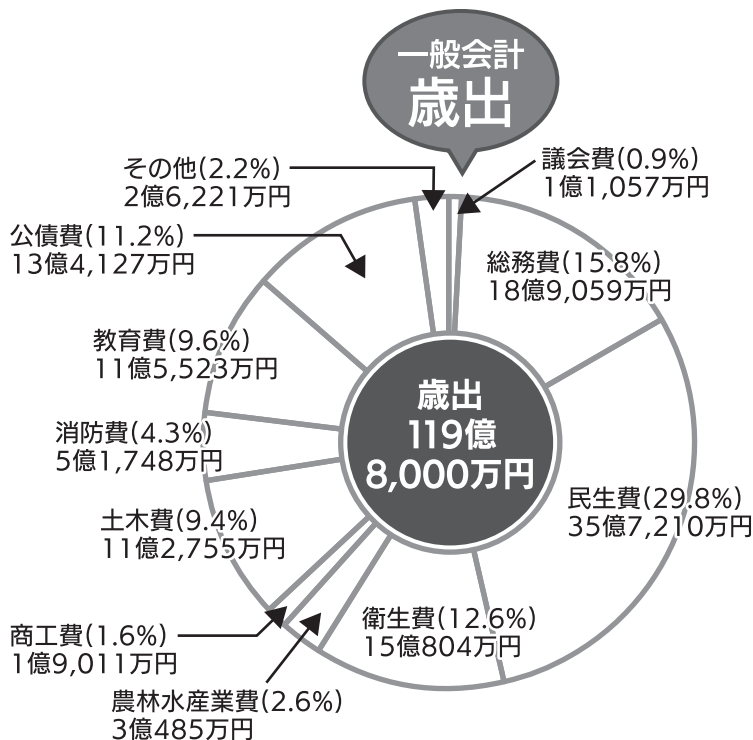 一般会計
歳出
議会費(0.9%)
1億1,057万円
総務費(15.8%)
18億9,059万円
民生費(29.8%)
35億7,210万円
衛生費(12.6%)
15億804万円
農林水産業費(2.6%)
3億485万円
商工費(1.6%)
1億9,011万円
土木費(9.4%)
11億2,755万円
消防費(4.3%)
5億1,748万円
教育費(9.6%)
11億5,523万円
公債費(11.2%)
13億4,127万円
その他(2.2%)
2億6,221万円
歳出
119億
8,000万円